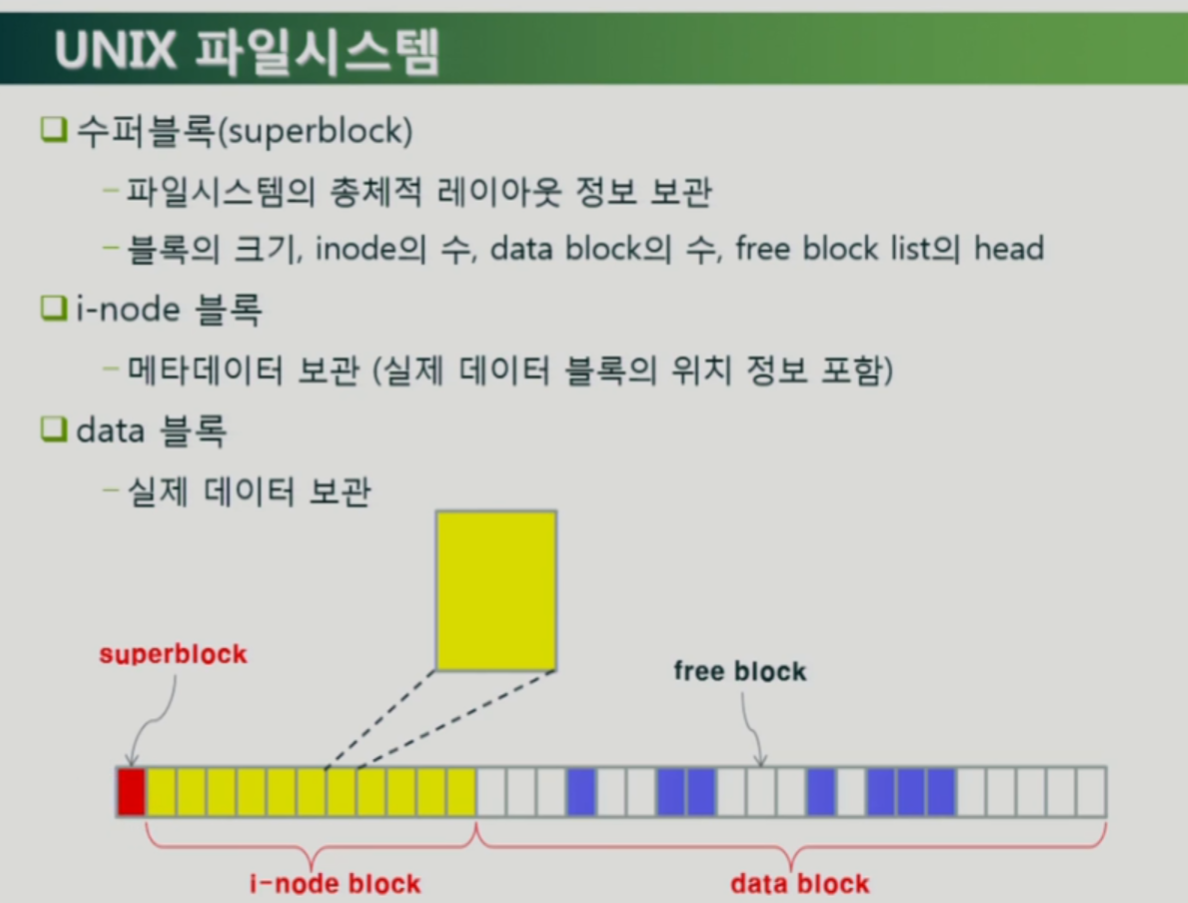 UNIX 파일시스템
수퍼블록(superblock)
– 파일시스템의 총체적 레이아웃 정보 보관
– 블록의 크기, inode의 수, data block의 수, free block list의 head
i-node 블록
– 메타데이터 보관 (실제 데이터 블록의 위치 정보 포함)
data 블록
– 실제 데이터 보관
superblock
free block
i-node block
data block